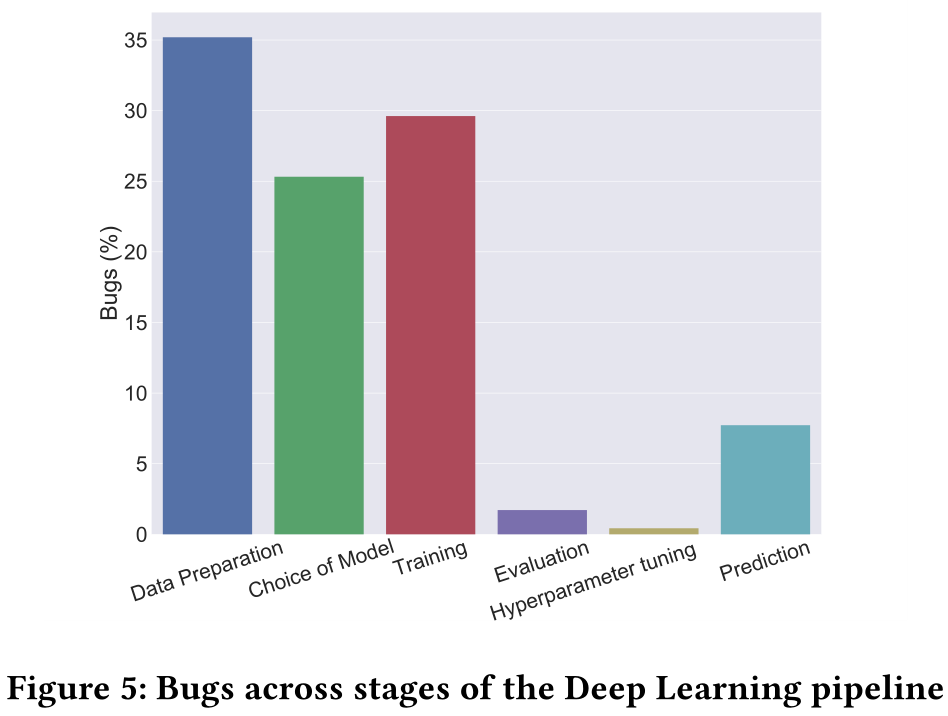 35
30
25
20
15
10
5
0
Bugs (%)
Data Preparation
Choice of Model
Training
Evaluation
Hyperparameter tuning
Prediction
Figure 5: Bugs across stages of the Deep Learning pipeline